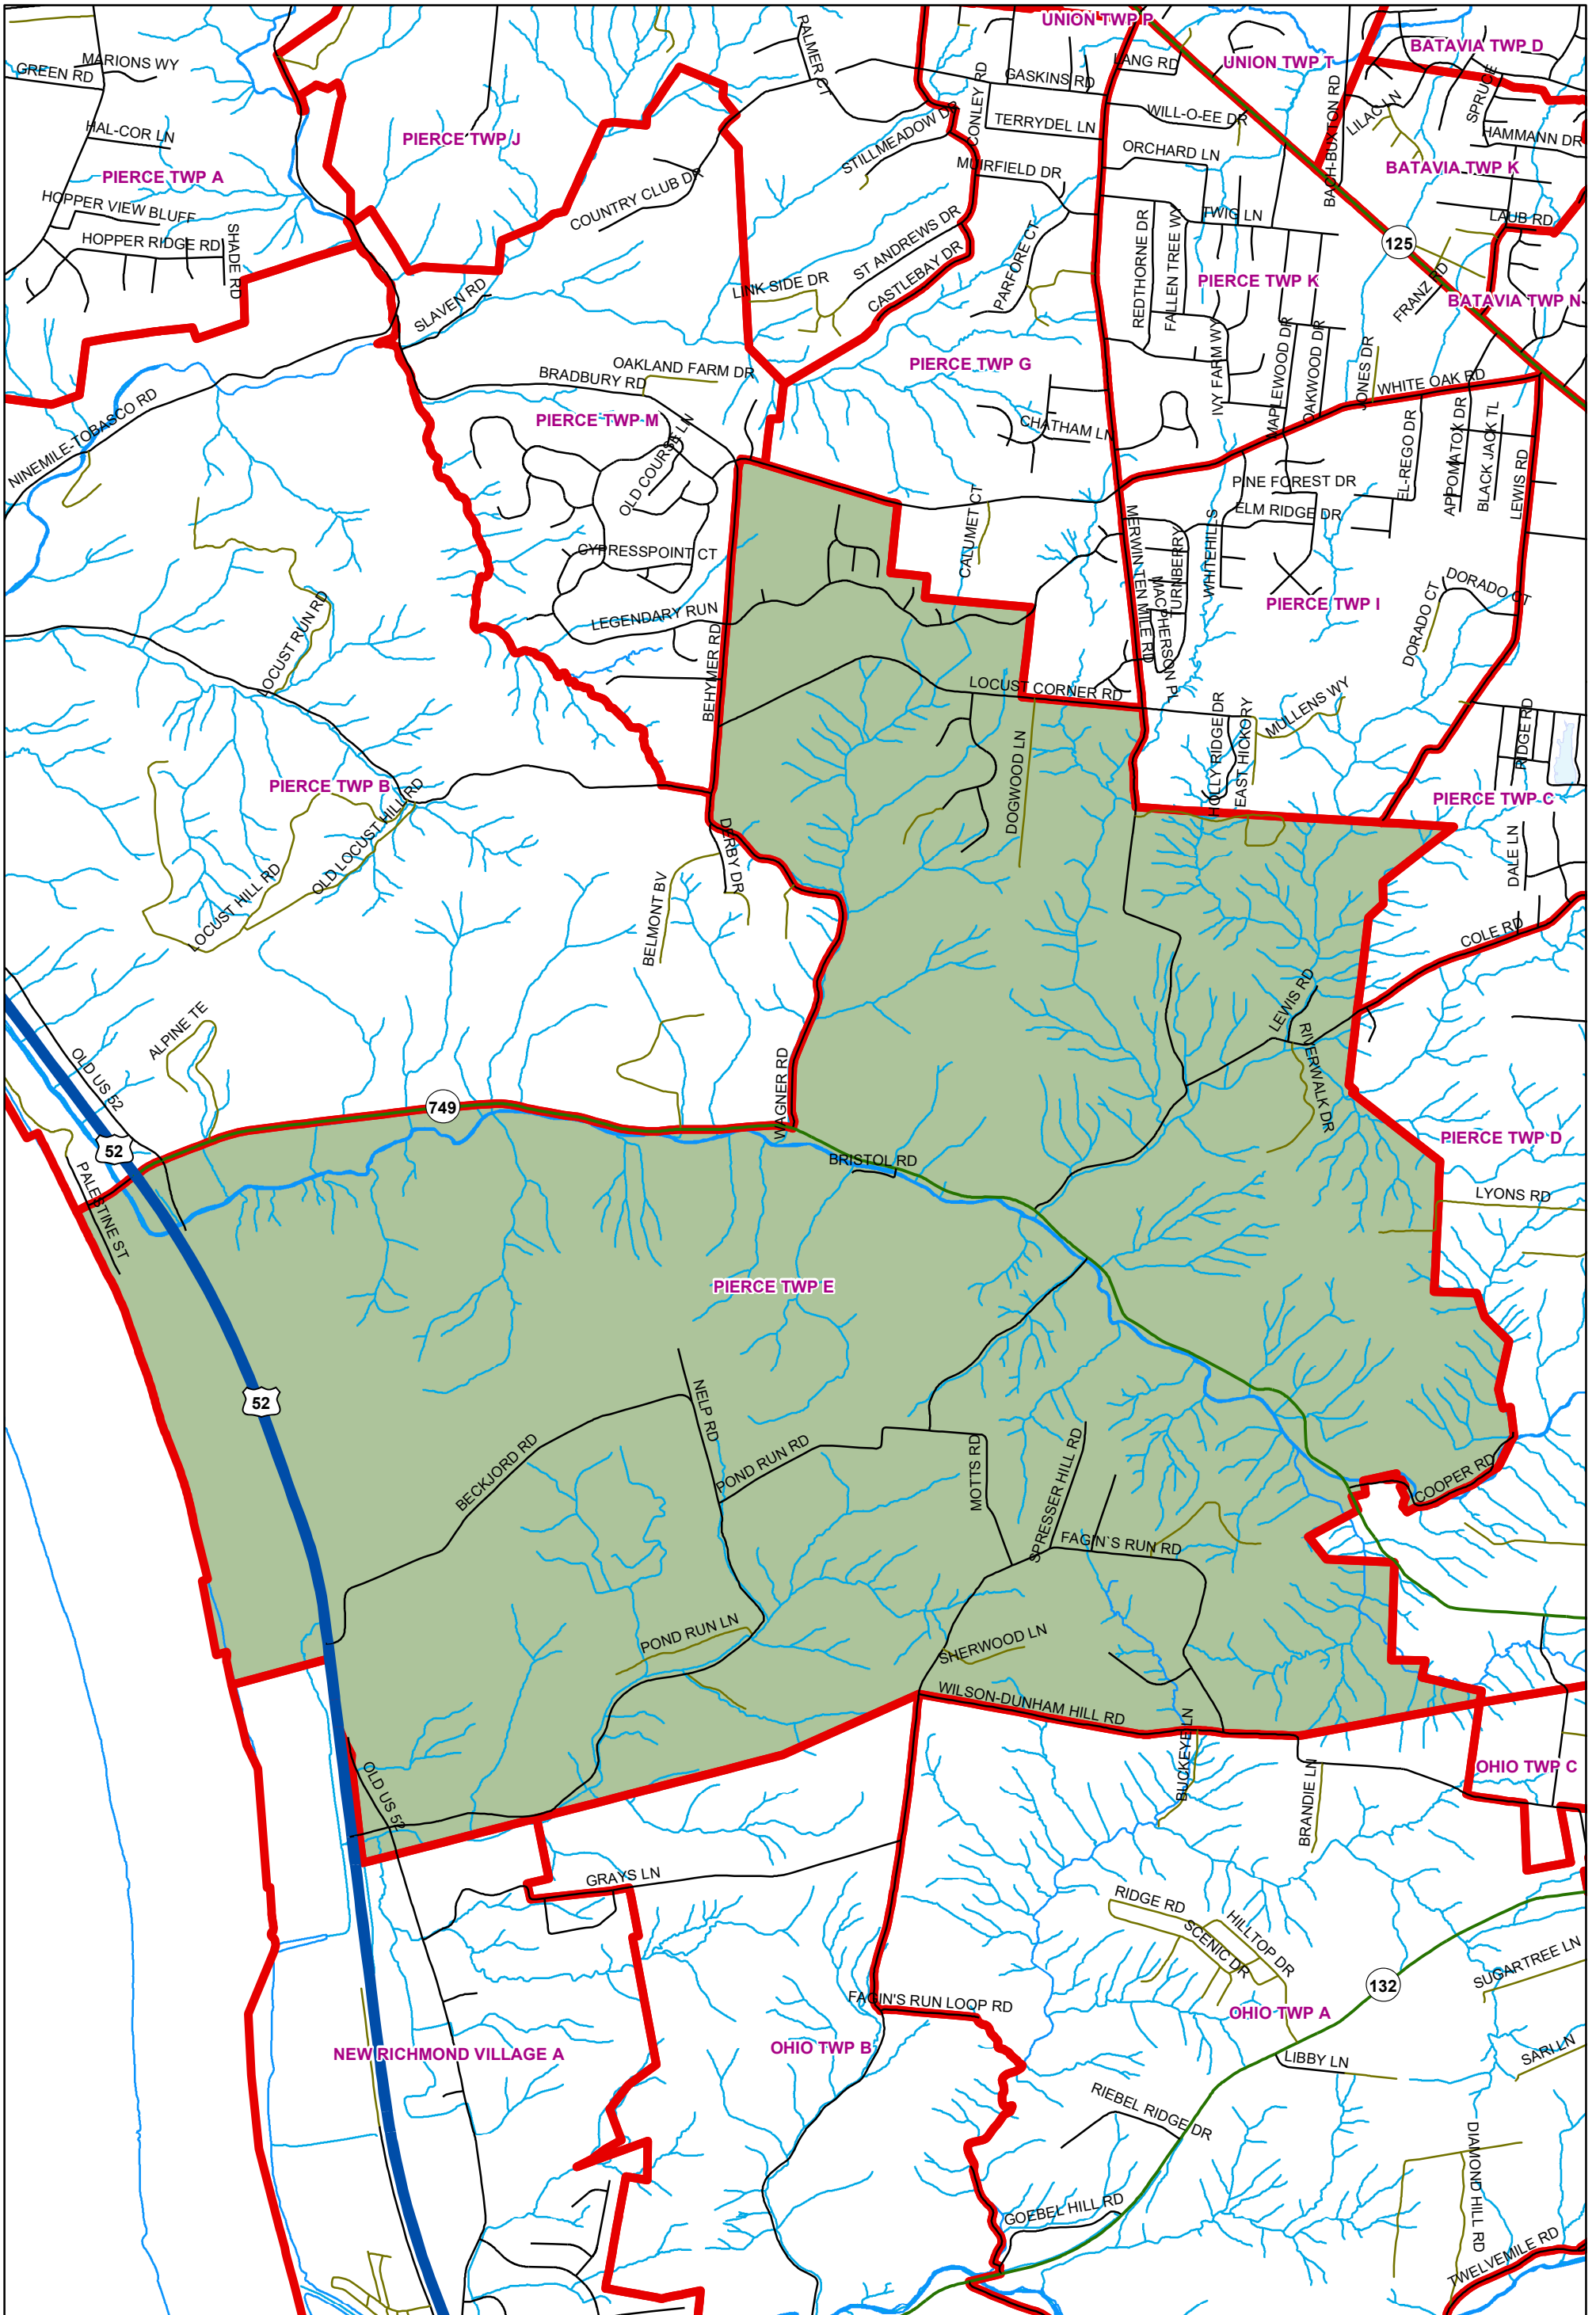 UNION TWP P
BATAVIA TWP D
UNION TWP T
LANG RD
PALMER CT
MARIONS WY
GREEN RD
GASKINS RD
CONLEY RD
BACH-BUXTON RD
LILAC LN
SPRUCE
WILL-O-EE DR
TERRYDEL LN
HAMMANN DR
HAL-COR LN
PIERCE TWP J
STILLMEADOW DR
ORCHARD LN
BATAVIA TWP K
MUIRFIELD DR
PIERCE TWP A
COUNTRY CLUB DR
HOPPER VIEW BLUFF
HOPPER RIDGE RD
SHADE RD
TWIG LN
LAUB RD
ST ANDREWS DR
CASTLEBAY DR
PARFORE CT
REDTHORNE DR
FALLEN TREE WY
125
FRANZ RD
LINK SIDE DR
PIERCE TWP K
BATAVIA TWP N
SLAVEN RD
PIERCE TWP G
OAKLAND FARM DR
BRADBURY RD
IVY FARM WY
MAPLEWOOD DR
OAKWOOD DR
JONES DR
WHITE OAK RD
NINEMILE-TOBASCO RD
PIERCE TWP M
OLD COURSE LN
CHATHAM LN
EL-REGO DR
APPOMATOX DR
BLACK JACK TL
LEWIS RD
PINE FOREST DR
ELM RIDGE DR
CALUMET CT
MERWIN TEN MILE RD
MACPHERSON PL
TURNBERRY
WHITEHILLS
CYPRESSPOINT CT
LEGENDARY RUN
PIERCE TWP I
DORADO CT
DORADO CT
LOCUST RUN RD
BEHYMER RD
LOCUST CORNER RD
HOLLY RIDGE DR
EAST HICKORY
MULLENS WY
RIDGE RD
DOGWOOD LN
PIERCE TWP B
PIERCE TWP C
OLD LOCUST HILL RD
LOCUST HILL RD
DERBY DR
BELMONT BV
DALE LN
COLE RD
LEWIS RD
RIVERWALK DR
ALPINE TE
OLD US 52
749
WAGNER RD
52
BRISTOL RD
PIERCE TWP D
PALESTINE ST
LYONS RD
PIERCE TWP E
52
NELP RD
BECKJORD RD
POND RUN RD
MOTTS RD
SPRESSER HILL RD
COOPER RD
FAGIN`S RUN RD
POND RUN LN
SHERWOOD LN
WILSON-DUNHAM HILL RD
BUCKEYE LN
BRANDIE LN
OHIO TWP C
OLD US 52
GRAYS LN
RIDGE RD
SCENIC DR
HILLTOP DR
SUGARTREE LN
132
FAGIN'S RUN LOOP RD
OHIO TWP A
NEW RICHMOND VILLAGE A
OHIO TWP B
LIBBY LN
SARI LN
RIEBEL RIDGE DR
DIAMOND HILL RD
GOEBEL HILL RD
TWELVEMILE RD